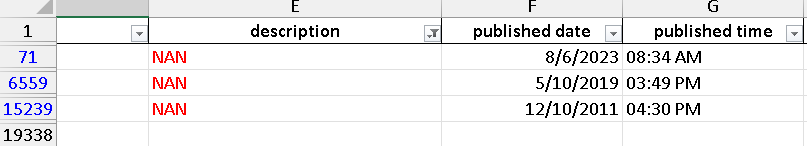 E F G
1 description published date published time
71 NAN 8/6/2023 08:34 AM
6559 NAN 5/10/2019 03:49 PM
15239 NAN 12/10/2011 04:30 PM
19338